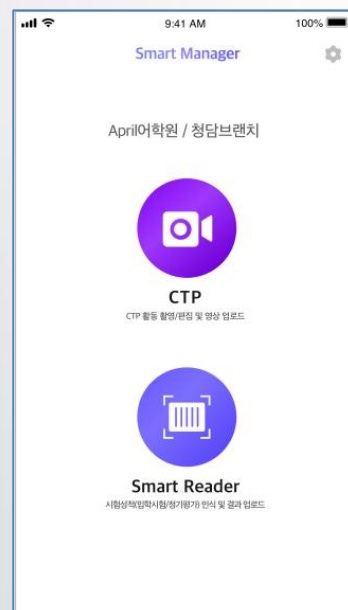 9:41 AM
100%
Smart Manager
April어학원 / 청담브랜치
CTP
CTP 활동 촬영/편집 및 영상 업로드
Smart Reader
시험성적(입학시험/정기평가) 인식 및 결과 업로드